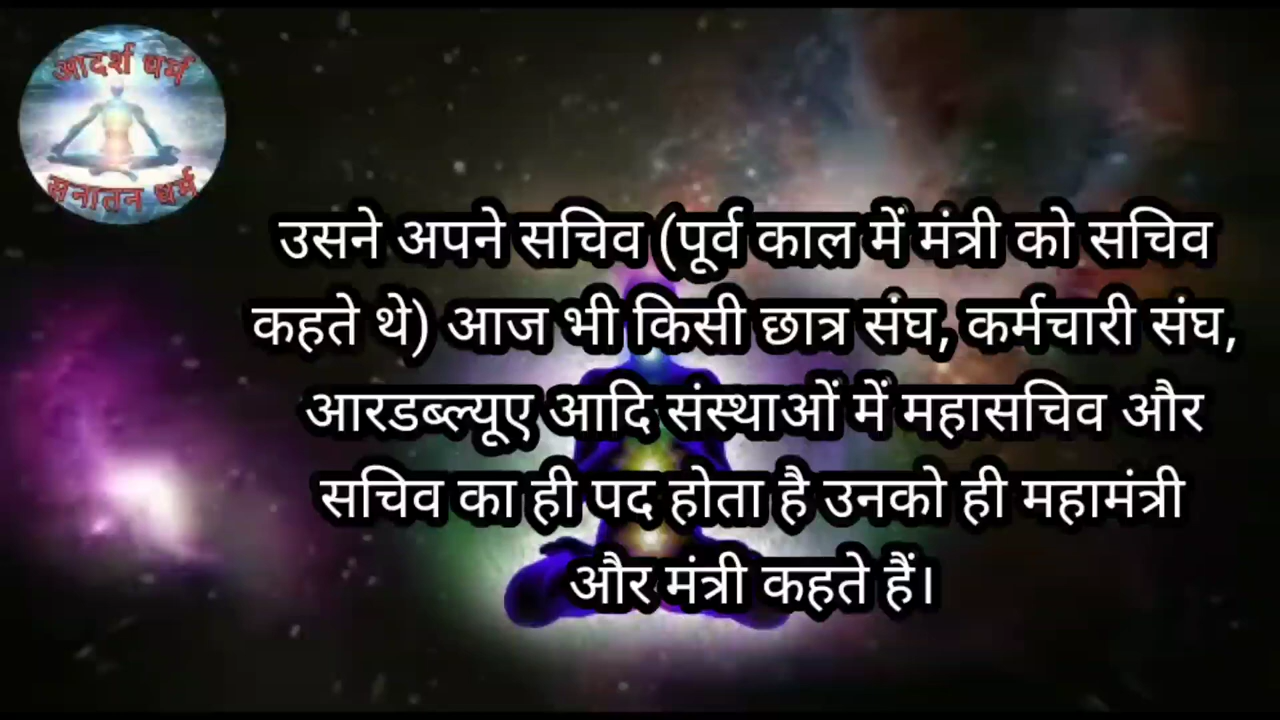 आदर्श धर्म
सनातन धर्म
उसने अपने सचिव (पूर्व काल में मंत्री को सचिव
कहते थे) आज भी किसी छात्र संघ, कर्मचारी संघ,
आरडब्ल्यूए आदि संस्थाओं में महासचिव और
सचिव का ही पद होता है उनको ही महामंत्री
और मंत्री कहते हैं।